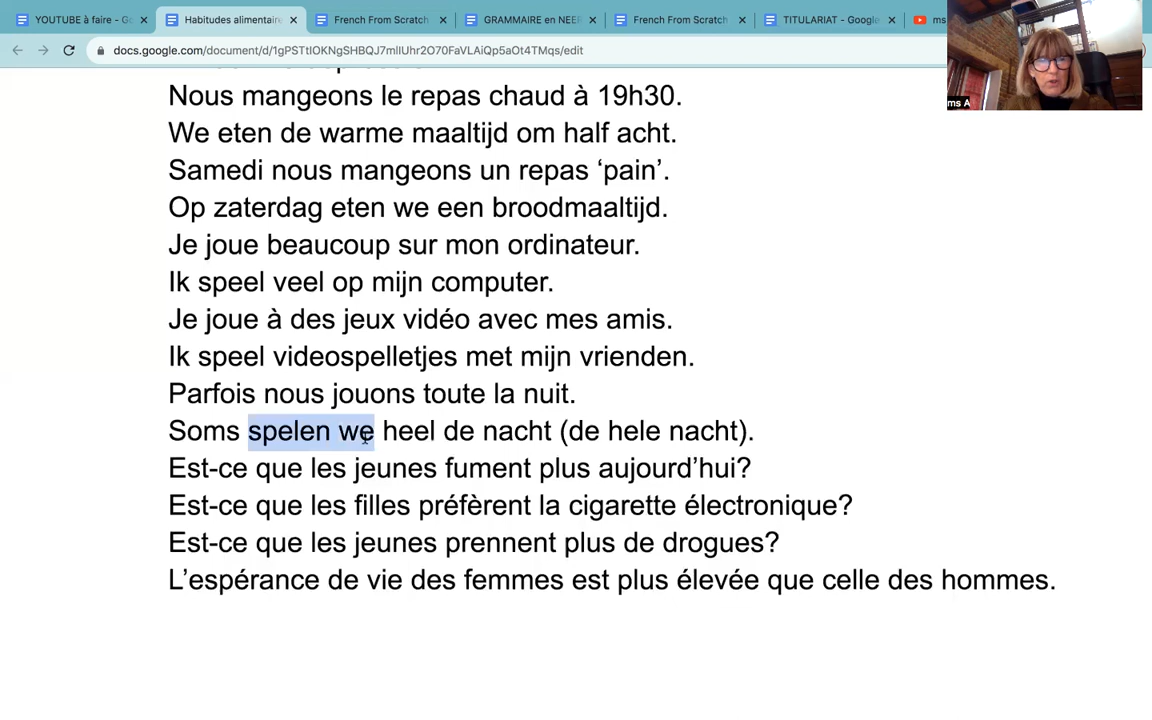 YOUTUBE à faire - Go
Habitudes alimentaire
French From Scratch
GRAMMAIRE en NEER
French From Scratch
TITULARIAT - Google
ms
docs.google.com/document/d/1gPSTtIOKNgSHBQJ7mlIUhr2O70FaVLAiQp5aOt4TMqs/edit
ms A
Nous mangeons le repas chaud à 19h30.
We eten de warme maaltijd om half acht.
Samedi nous mangeons un repas ‘pain’.
Op zaterdag eten we een broodmaaltijd.
Je joue beaucoup sur mon ordinateur.
Ik speel veel op mijn computer.
Je joue à des jeux vidéo avec mes amis.
Ik speel videospelletjes met mijn vrienden.
Parfois nous jouons toute la nuit.
Soms spelen we heel de nacht (de hele nacht).
Est-ce que les jeunes fument plus aujourd’hui?
Est-ce que les filles préfèrent la cigarette électronique?
Est-ce que les jeunes prennent plus de drogues?
L’espérance de vie des femmes est plus élevée que celle des hommes.